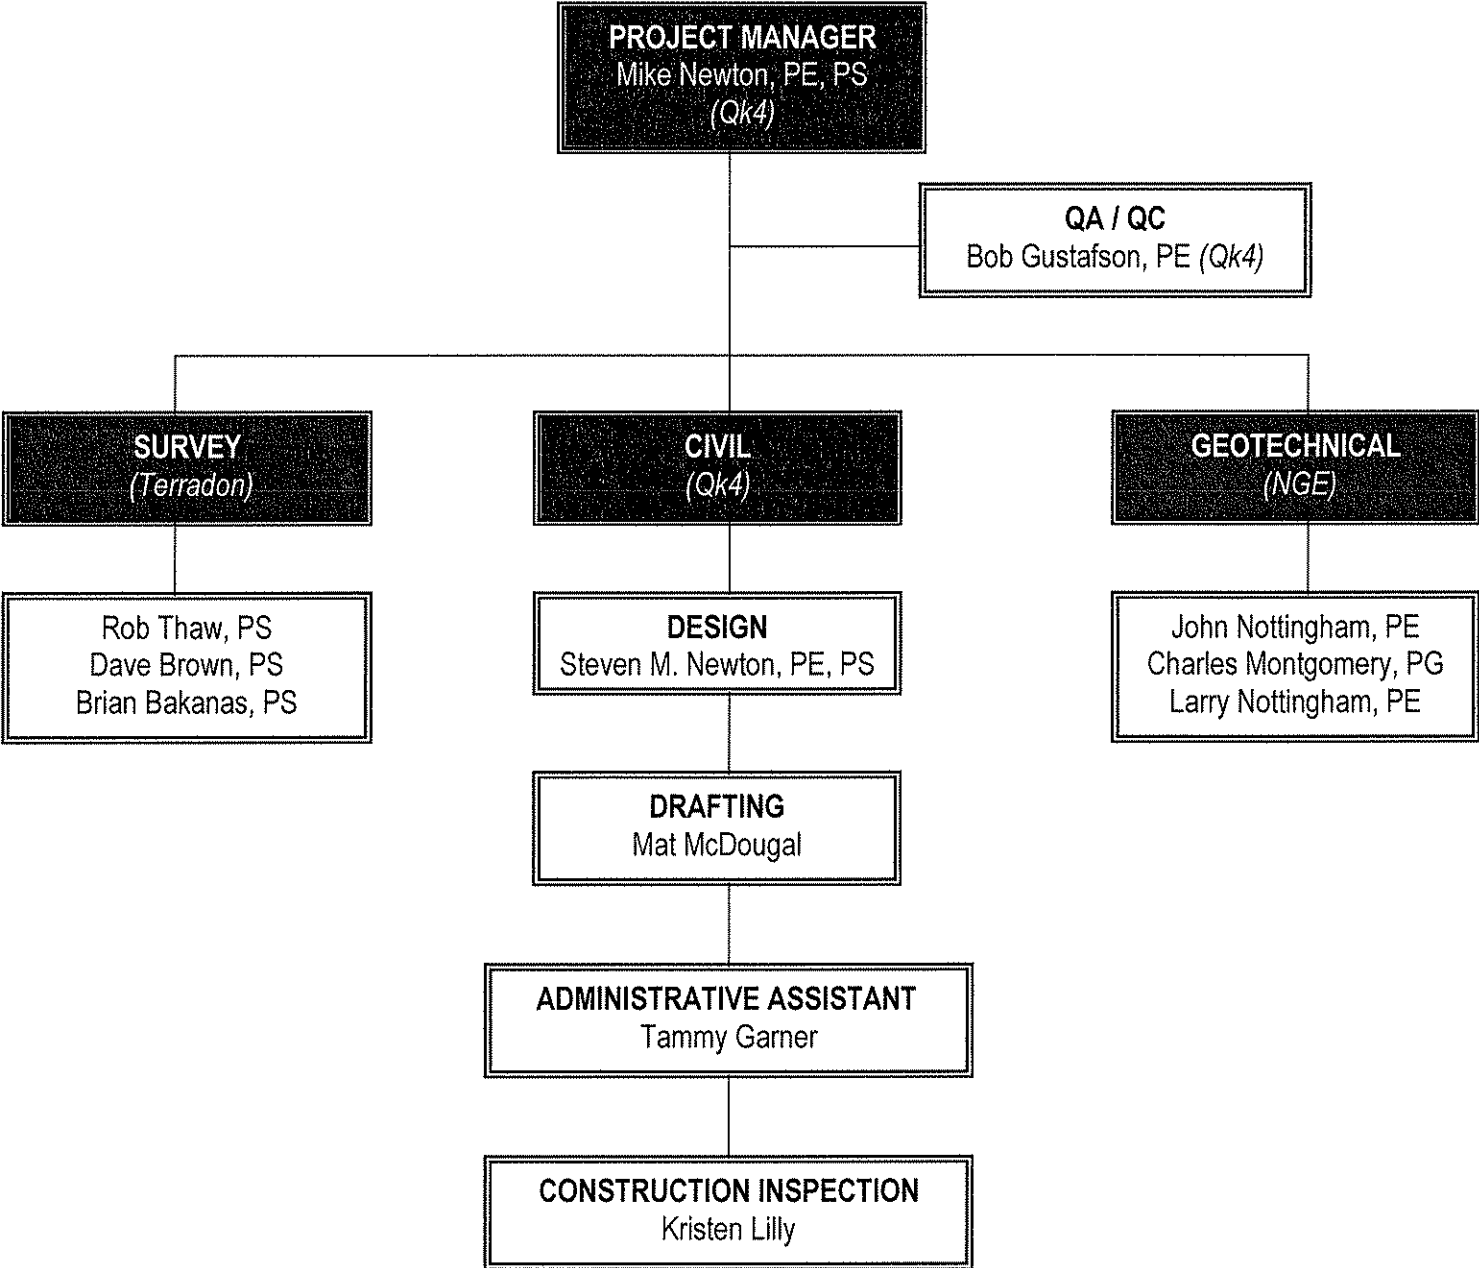 PROJECT MANAGER
Mike Newton, PE, PS
(Qk4)
QA / QC
Bob Gustafson, PE (Qk4)
SURVEY
(Terradon)
CIVIL
(Qk4)
GEOTECHNICAL
(NGE)
Rob Thaw, PS
Dave Brown, PS
Brian Bakanas, PS
DESIGN
Steven M. Newton, PE, PS
John Nottingham, PE
Charles Montgomery, PG
Larry Nottingham, PE
DRAFTING
Mat McDougal
ADMINISTRATIVE ASSISTANT
Tammy Garner
CONSTRUCTION INSPECTION
Kristen Lilly